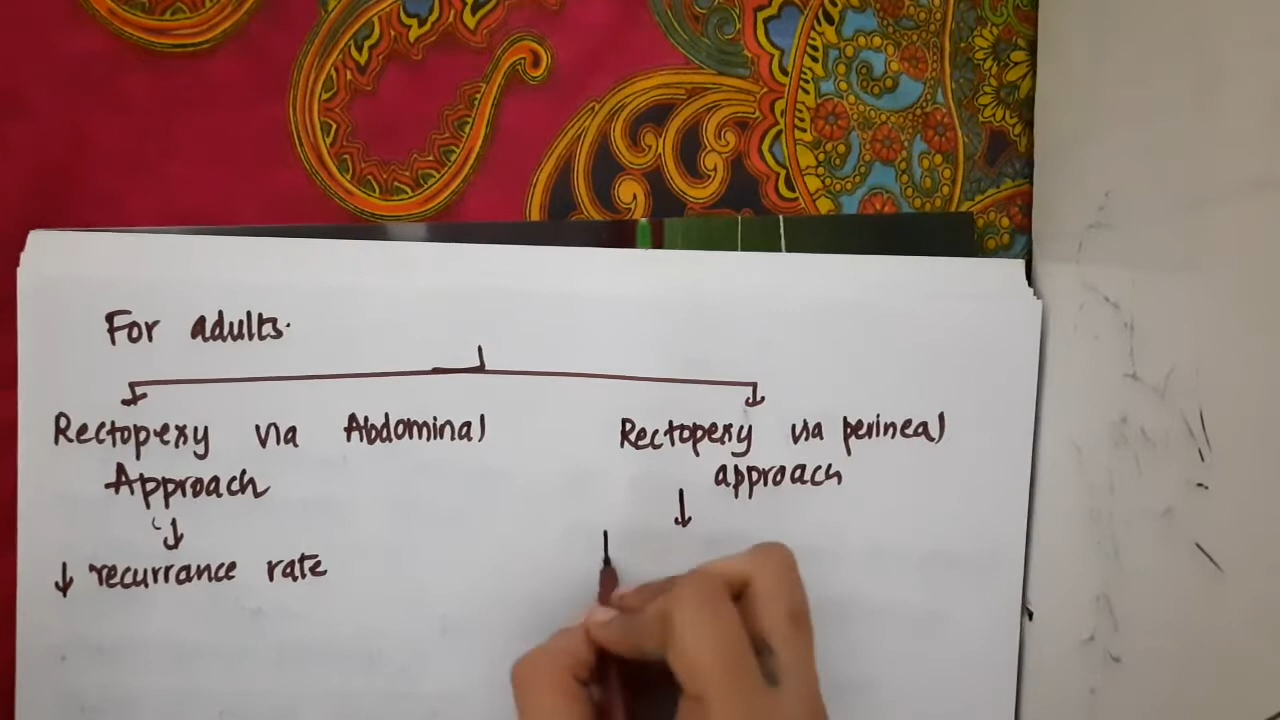 For adults.
Rectopexy via Abdominal
Approach
↓
↓ recurrance rate
Rectopexy via perineal
approach
↓